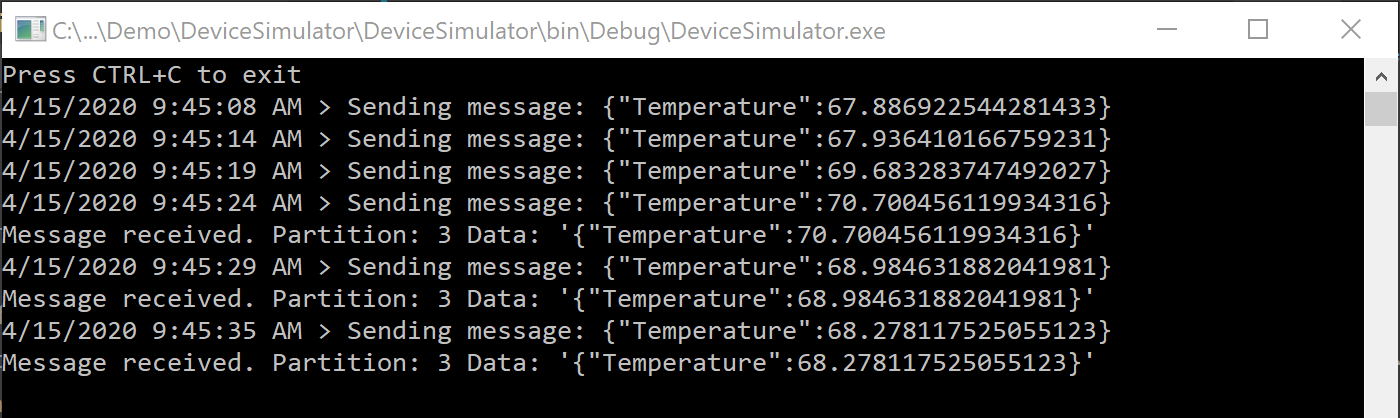 C:\...\Demo\DeviceSimulator\DeviceSimulator\bin\Debug\DeviceSimulator.exe
Press CTRL+C to exit
4/15/2020 9:45:08 AM > Sending message: {"Temperature":67.886922544281433}
4/15/2020 9:45:14 AM > Sending message: {"Temperature":67.936410166759231}
4/15/2020 9:45:19 AM > Sending message: {"Temperature":69.683283747492027}
4/15/2020 9:45:24 AM > Sending message: {"Temperature":70.700456119934316}
Message received. Partition: 3 Data: '{"Temperature":70.700456119934316}'
4/15/2020 9:45:29 AM > Sending message: {"Temperature":68.984631882041981}
Message received. Partition: 3 Data: '{"Temperature":68.984631882041981}'
4/15/2020 9:45:35 AM > Sending message: {"Temperature":68.278117525055123}
Message received. Partition: 3 Data: '{"Temperature":68.278117525055123}'